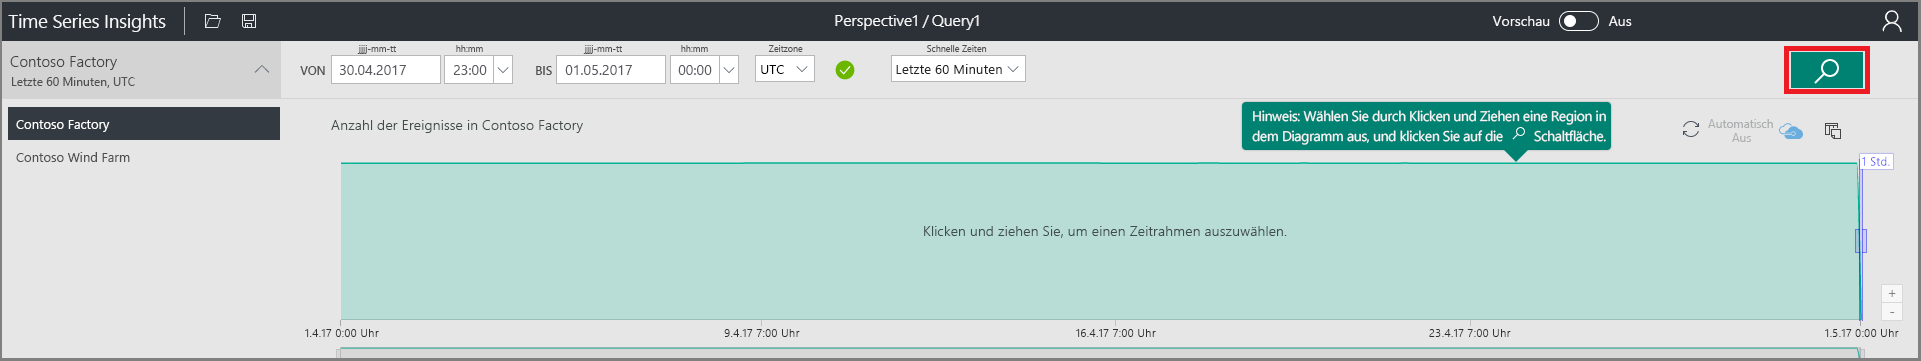 Time Series Insights
Perspective1 / Query1
Vorschau Aus
Contoso Factory
Letzte 60 Minuten, UTC
jjjj-mm-tt hh:mm jjjj-mm-tt hh:mm Zeitzone Schnelle Zeiten
VON 30.04.2017 23:00 BIS 01.05.2017 00:00 UTC Letzte 60 Minuten
Contoso Factory
Contoso Wind Farm
Anzahl der Ereignisse in Contoso Factory
Hinweis: Wählen Sie durch Klicken und Ziehen eine Region in
dem Diagramm aus, und klicken Sie auf die Schaltfläche.
Automatisch
Aus
1 Std.
Klicken und ziehen Sie, um einen Zeitrahmen auszuwählen.
+
-
1.4.17 0:00 Uhr 9.4.17 7:00 Uhr 16.4.17 7:00 Uhr 23.4.17 7:00 Uhr 1.5.17 0:00 Uhr